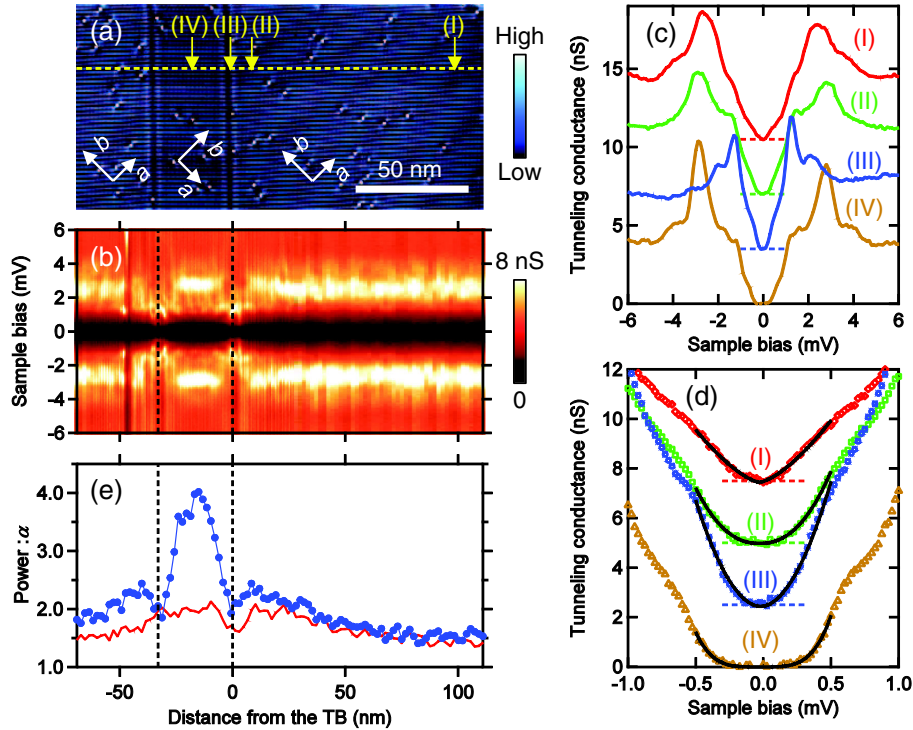 (a)
(IV) (III) (II) (I)
b
a
b
a
b
a
50 nm
High
Low
(b)
6
4
2
0
-2
-4
-6
Sample bias (mV)
8 nS
0
(e)
4.0
3.0
2.0
1.0
Power : α
-50 0 50 100
Distance from the TB (nm)
(c)
15
10
5
0
Tunneling conductance (nS)
(I)
(II)
(III)
(IV)
-6 -4 -2 0 2 4 6
Sample bias (mV)
(d)
12
10
8
6
4
2
0
Tunneling conductance (nS)
(I)
(II)
(III)
(IV)
-1.0 -0.5 0.0 0.5 1.0
Sample bias (mV)